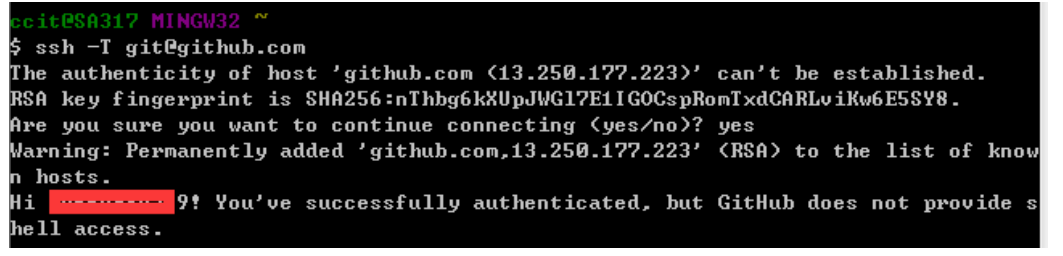 ccit@SA317 MINGW32 ~
$ ssh -T git@github.com
The authenticity of host 'github.com (13.250.177.223)' can't be established.
RSA key fingerprint is SHA256:nThbg6kXUpJWGl7E1IGOCspRomTxdCARLviKw6E5SY8.
Are you sure you want to continue connecting (yes/no)? yes
Warning: Permanently added 'github.com,13.250.177.223' (RSA) to the list of know
n hosts.
Hi 9! You've successfully authenticated, but GitHub does not provide s
hell access.